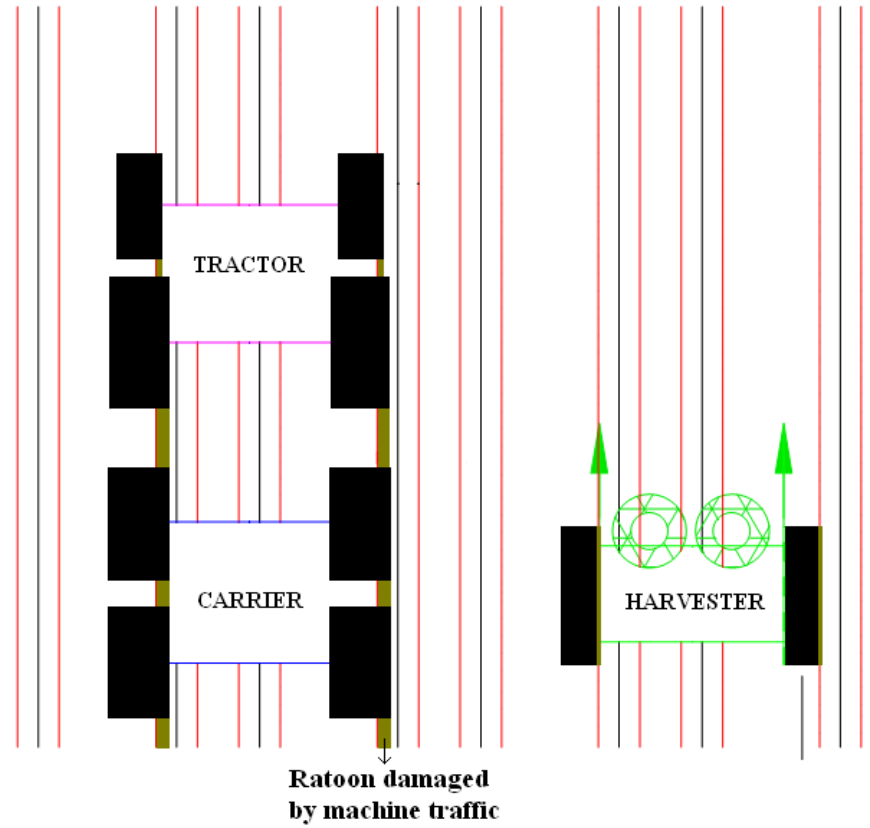 TRACTOR
CARRIER
HARVESTER
Ratoon damaged
by machine traffic